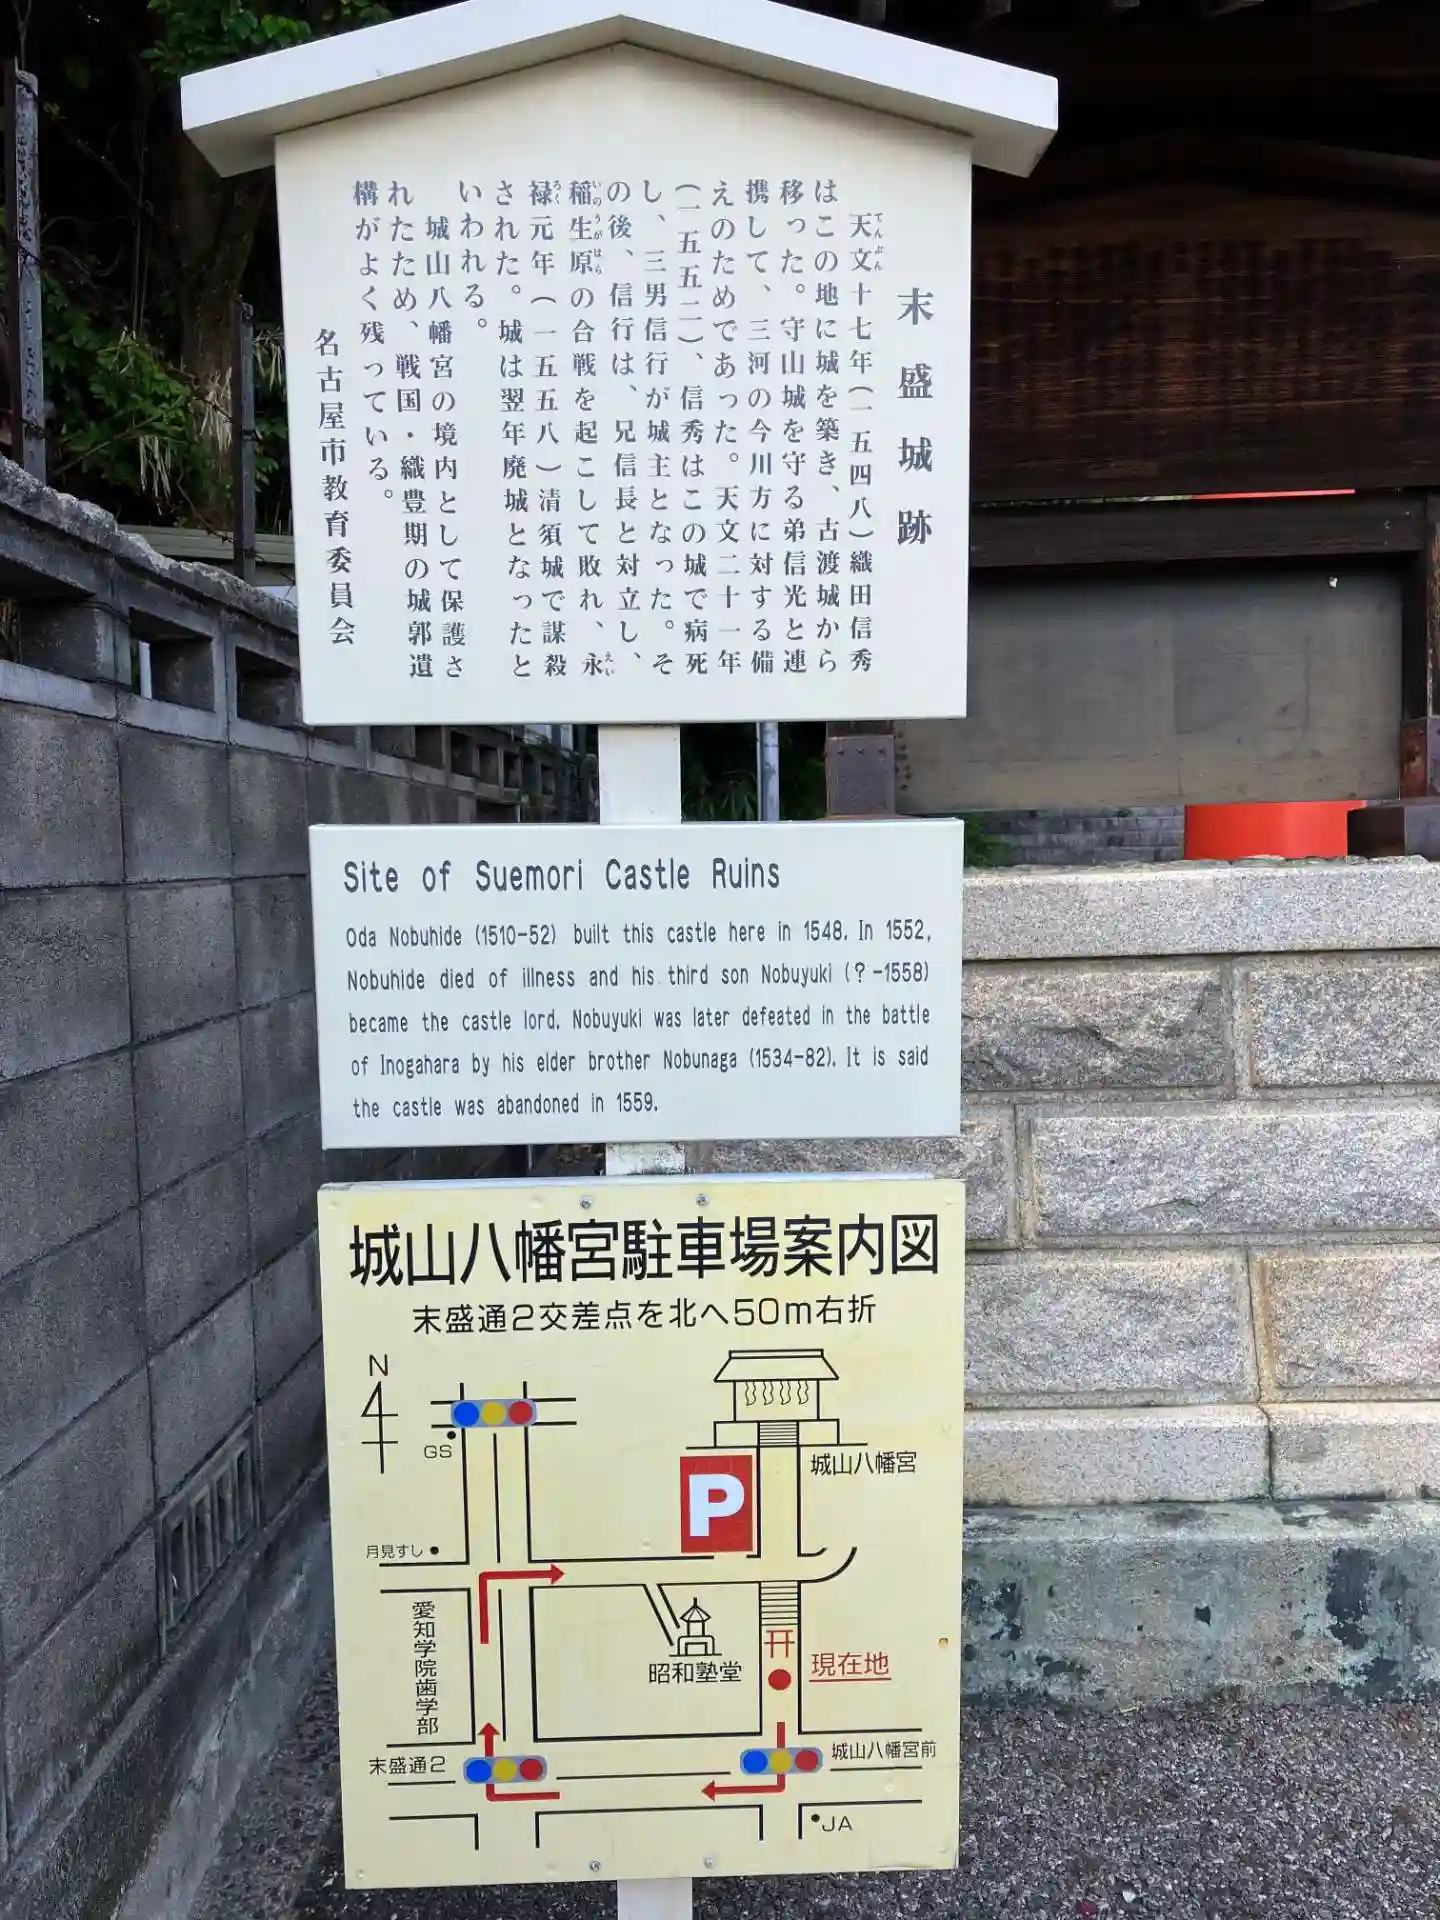 末盛城跡
天文十七年(一五四八)織田信秀
てんぶん
はこの地に城を築き、古渡城から
移った。守山城を守る弟信光と連
携して、三河の今川方に対する備
えのためであった。天文二十一年
(一五五二)、信秀はこの城で病死
し、三男信行が城主となった。そ
の後、信行は、兄信長と対立し、
稲生原の合戦を起こして敗れ、永
いのうがはら
えい
禄元年(一五五八)清須城で謀殺
ろく
された。城は翌年廃城となったと
いわれる。
城山八幡宮の境内として保護さ
れたため、戦国・織豊期の城郭遺
構がよく残っている。
名古屋市教育委員会
Site of Suemori Castle Ruins
Oda Nobuhide (1510-52) built this castle here in 1548. In 1552,
Nobuhide died of illness and his third son Nobuyuki (?-1558)
became the castle lord. Nobuyuki was later defeated in the battle
of Inogahara by his elder brother Nobunaga (1534-82). It is said
the castle was abandoned in 1559.
城山八幡宮駐車場案内図
末盛通2交差点を北へ50m右折
N
GS
城山八幡宮
P
月見すし
愛知学院歯学部
昭和塾堂
現在地
末盛通2
城山八幡宮前
JA